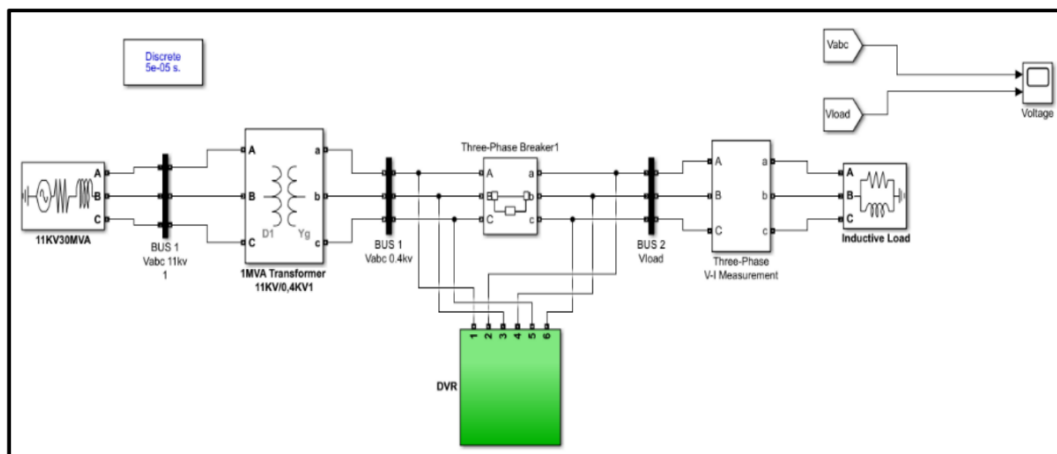 Discrete
5e-05 s.
Vabc
Vload
Voltage
A
B
C
11KV30MVA
BUS 1
Vabc 11kv
1
A
B
C
D1
Yg
a
b
c
1MVA Transformer
11KV/0,4KV1
BUS 1
Vabc 0.4kv
Three-Phase Breaker1
A
B
C
a
b
c
BUS 2
Vload
A
B
C
a
b
c
Three-Phase
V-I Measurement
A
B
C
Inductive Load
1
2
3
4
5
6
DVR